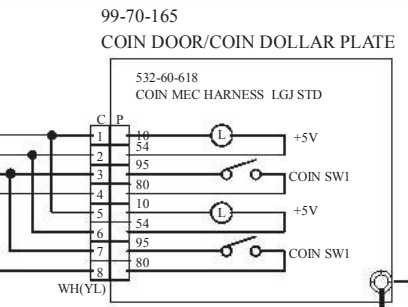 99-70-165
COIN DOOR/COIN DOLLAR PLATE
532-60-618
COIN MEC HARNESS LGJ STD
C P
1 10 L +5V
2 54
3 95 COIN SW1
4 80
5 10 L +5V
6 54
7 95 COIN SW1
8 80
WH(YL)